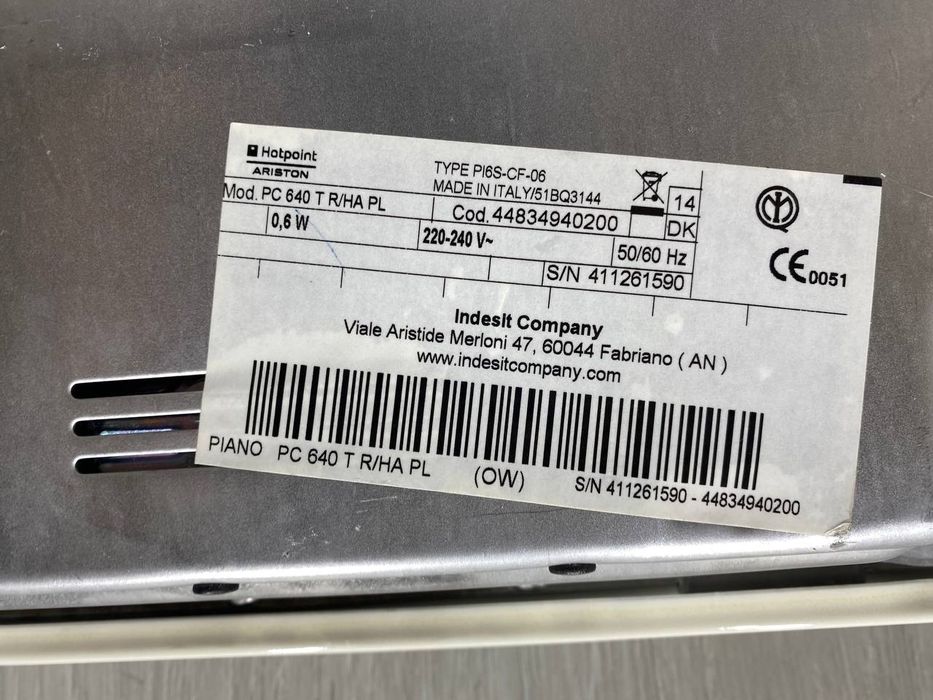 Hotpoint
ARISTON
TYPE PI6S-CF-06
MADE IN ITALY/51BQ3144
14
DK
Mod. PC 640 T R/HA PL
Cod. 44834940200
0,6 W
220-240 V~
50/60 Hz
S/N 411261590
CE 0051
IndesIt Company
Viale Aristide Merloni 47, 60044 Fabriano ( AN )
www.indesitcompany.com
PIANO PC 640 T R/HA PL (OW) S/N 411261590 - 44834940200